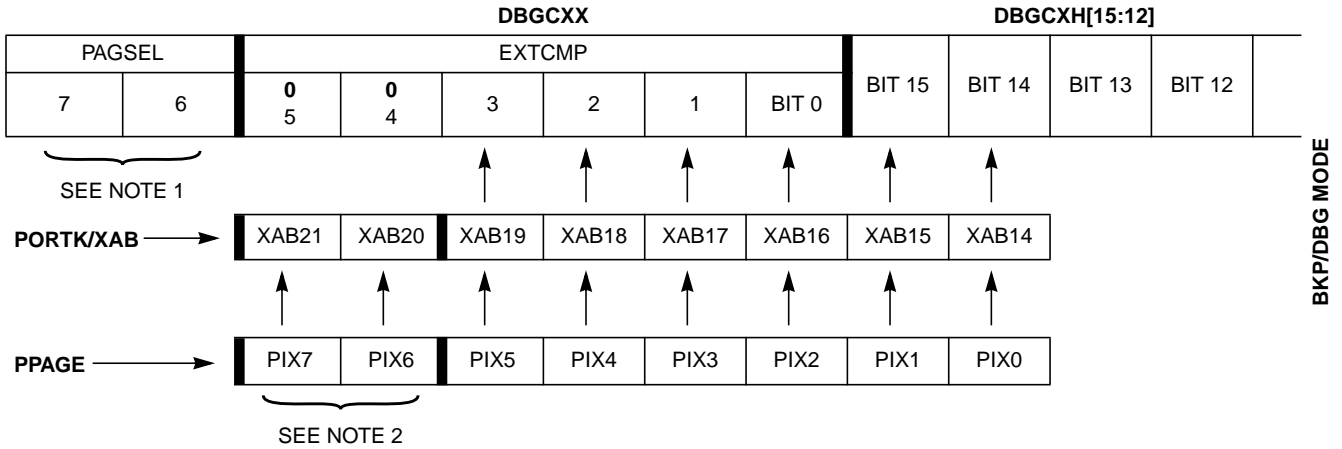 DBGCXX DBGCXH[15:12]
PAGSEL EXTCMP
BIT 15 BIT 14 BIT 13 BIT 12
7 6 0 5 0 4 3 2 1 BIT 0
SEE NOTE 1
PORTK/XAB XAB21 XAB20 XAB19 XAB18 XAB17 XAB16 XAB15 XAB14
PPAGE PIX7 PIX6 PIX5 PIX4 PIX3 PIX2 PIX1 PIX0
SEE NOTE 2
BKP/DBG MODE